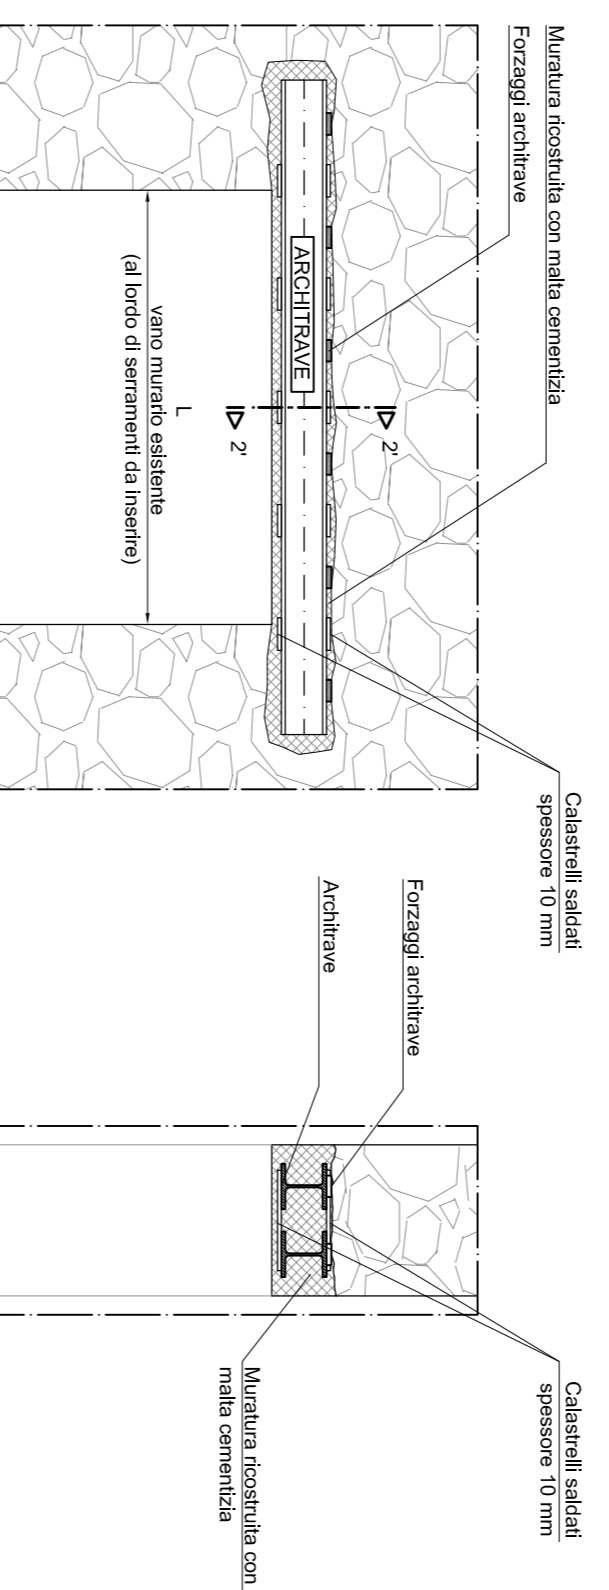 Muratura ricostruita con malta cementizia
Forzaggi architrave
Calastrelli saldati
spessore 10 mm
ARCHITRAVE
2'
2'
L
vano murario esistente
(al lordo di serramenti da inserire)
Calastrelli saldati
spessore 10 mm
Forzaggi architrave
Architrave
Muratura ricostruita con
malta cementizia